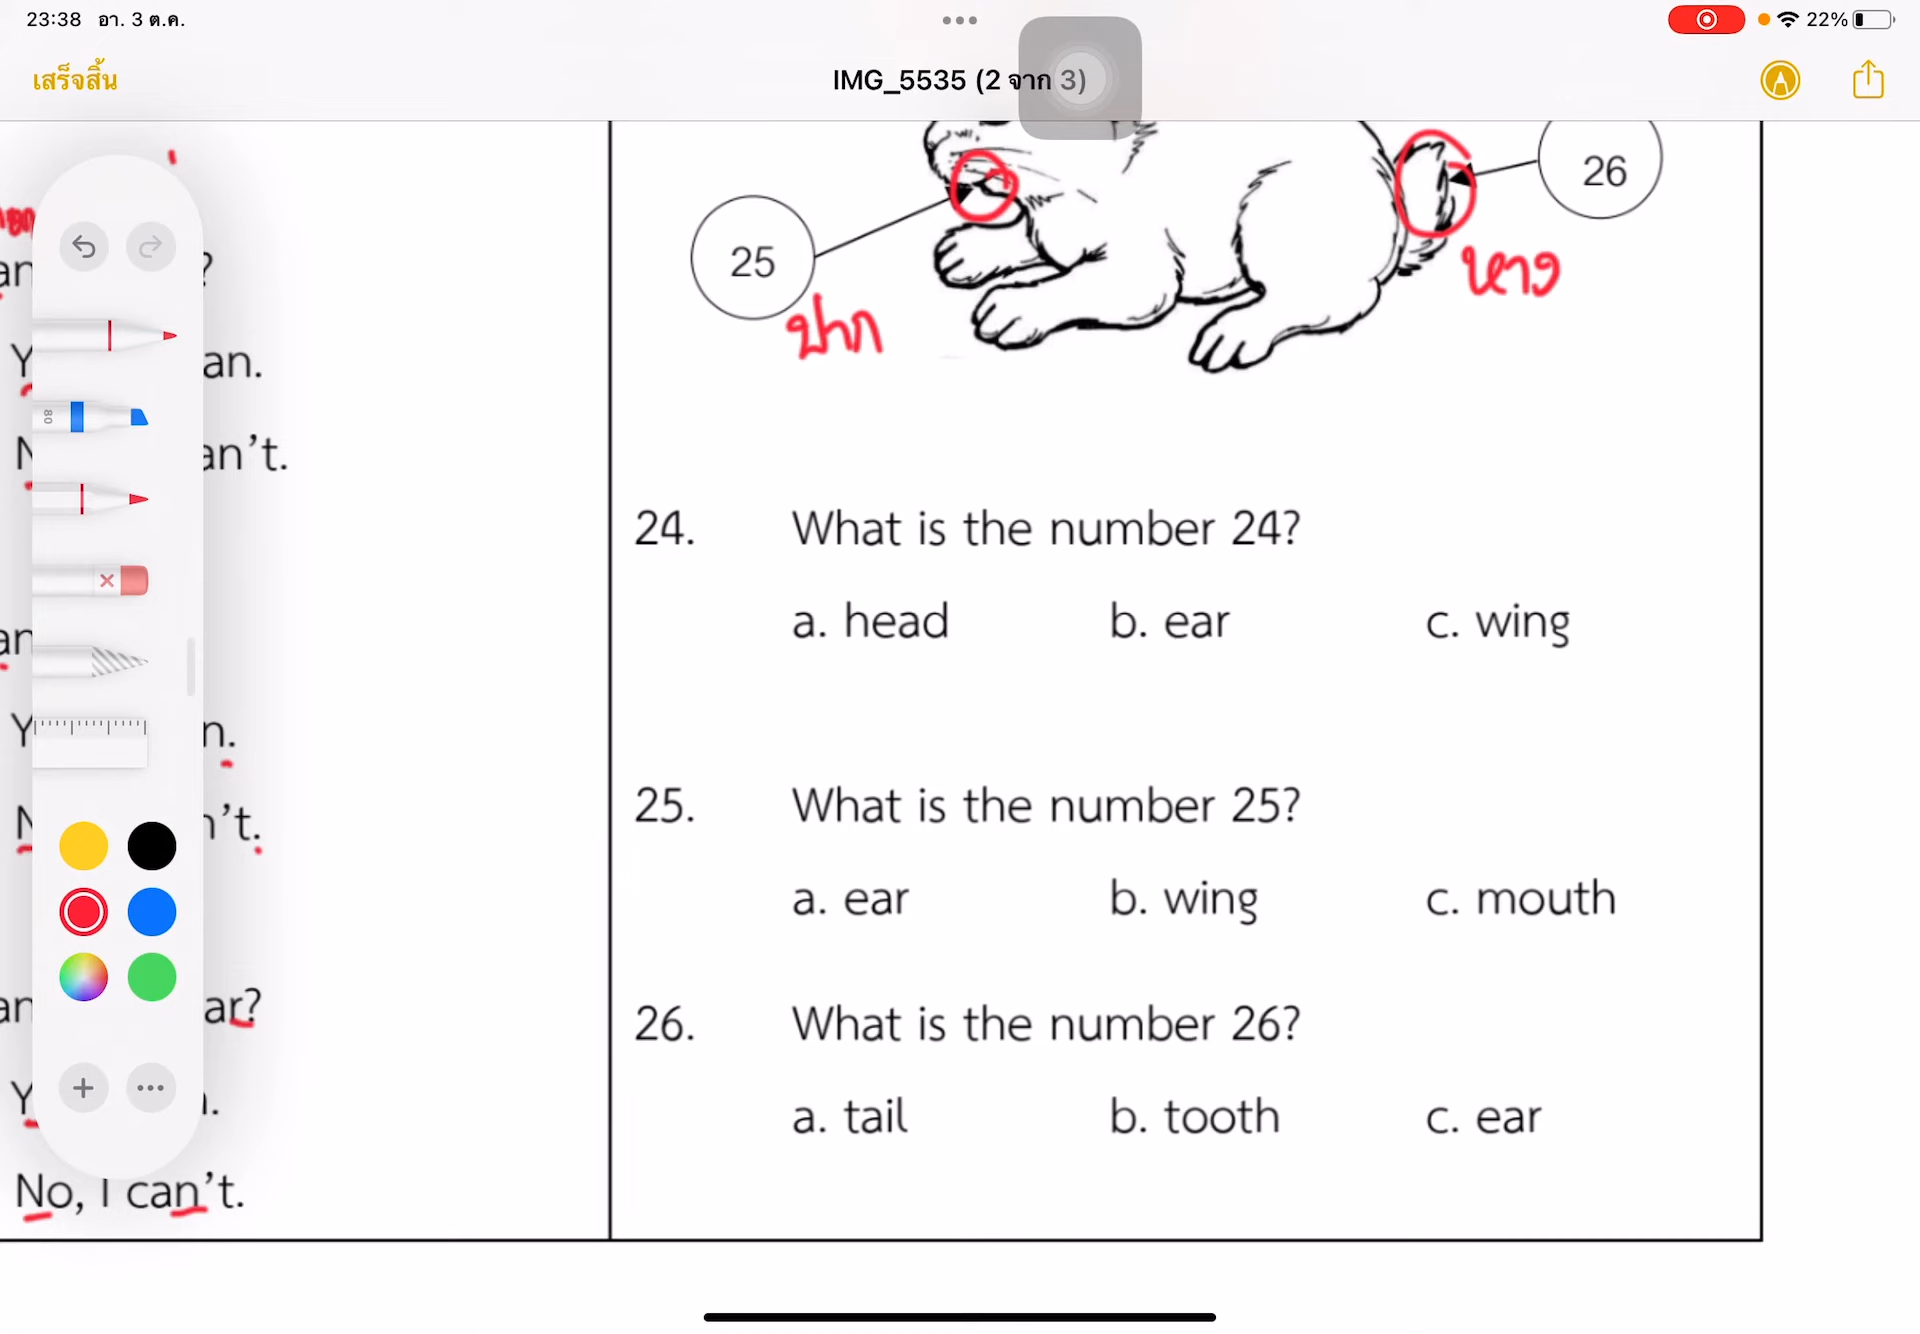 23:38 อา. 3 ต.ค.
22%
เสร็จสิ้น
IMG_5535 (2 จาก 3)
26
25
หาง
ปาก
?
an.
an't.
80
24. What is the number 24?
a. head b. ear c. wing
n.
25. What is the number 25?
n't.
a. ear b. wing c. mouth
ar?
26. What is the number 26?
a. tail b. tooth c. ear
No, I can't.